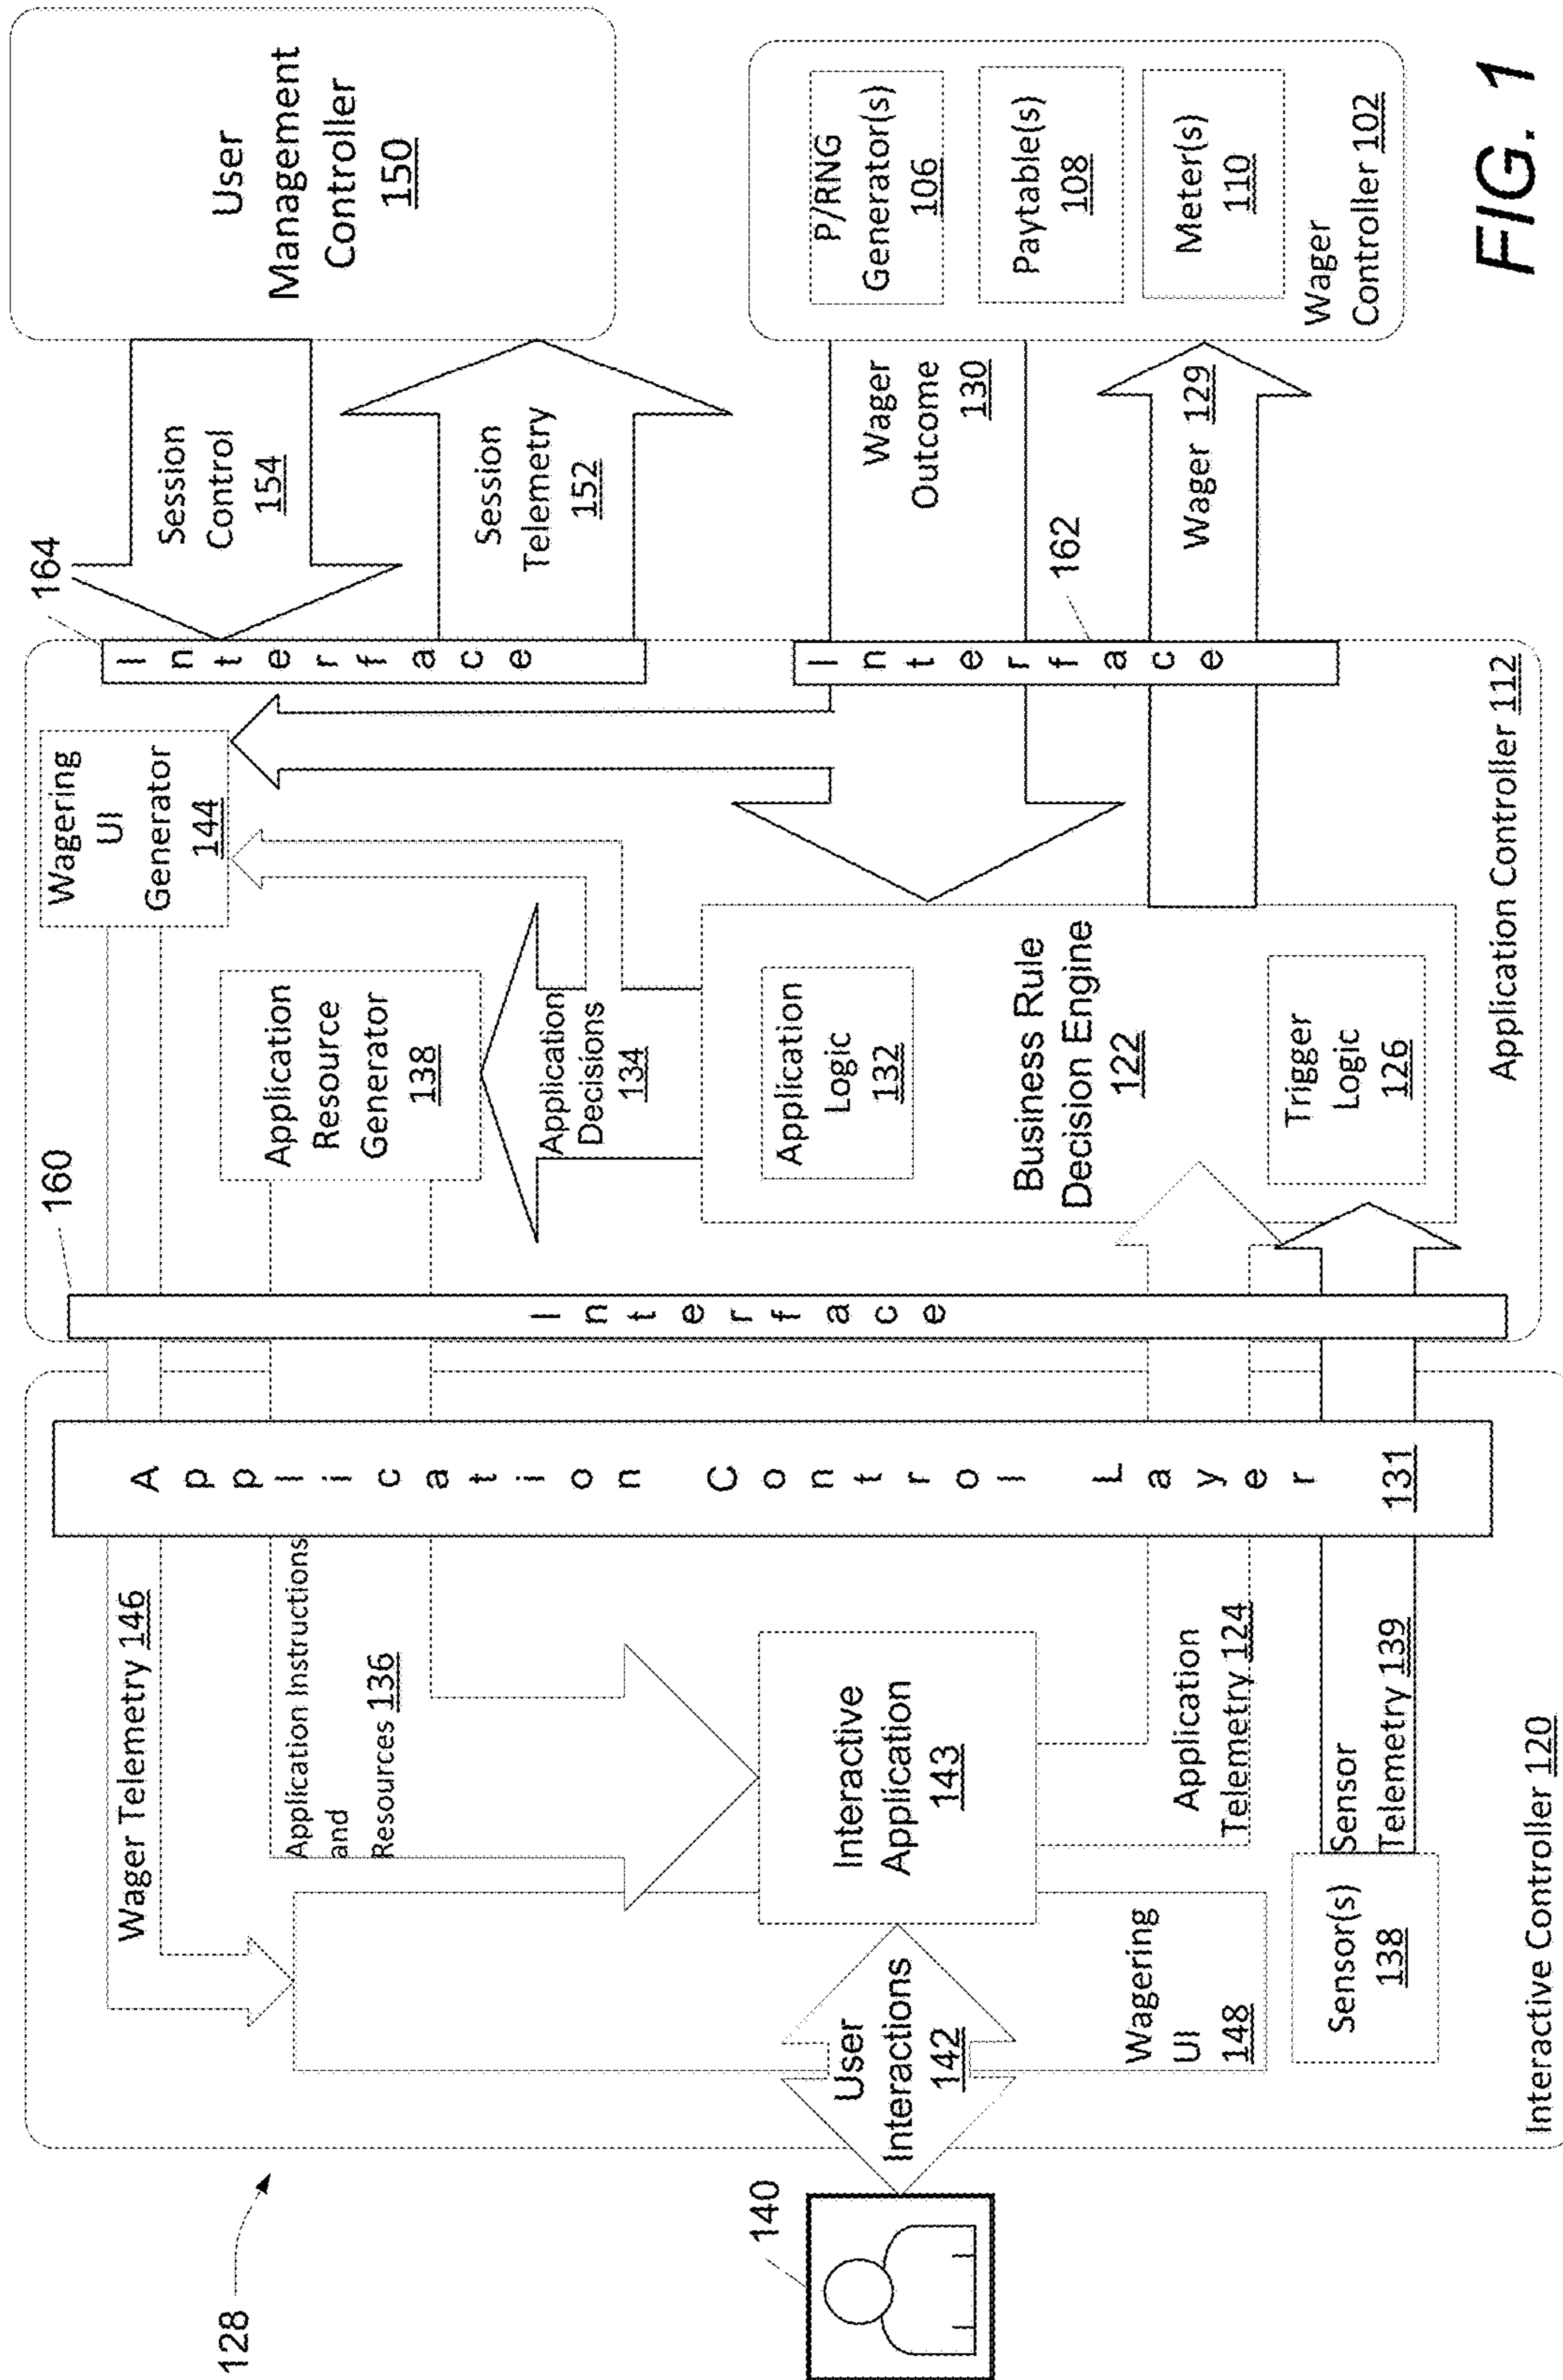 128
140
Wager Telemetry 146
Application Instructions
and
Resources 136
User
Interactions
142
Interactive
Application
143
Wagering
UI
148
Application
Telemetry 124
Sensor(s)
138
Sensor
Telemetry 139
Interactive Controller 120
Application Control Layer 131
160
Interface
Wagering
UI
Generator
144
Application
Resource
Generator
138
Application
Decisions
134
Application
Logic
132
Business Rule
Decision Engine
122
Trigger
Logic
126
Application Controller 112
164
Interface
162
Interface
Session
Control
154
Session
Telemetry
152
Wager
Outcome
130
Wager 129
User
Management
Controller
150
P/RNG
Generator(s)
106
Paytable(s)
108
Meter(s)
110
Wager
Controller 102
FIG. 1